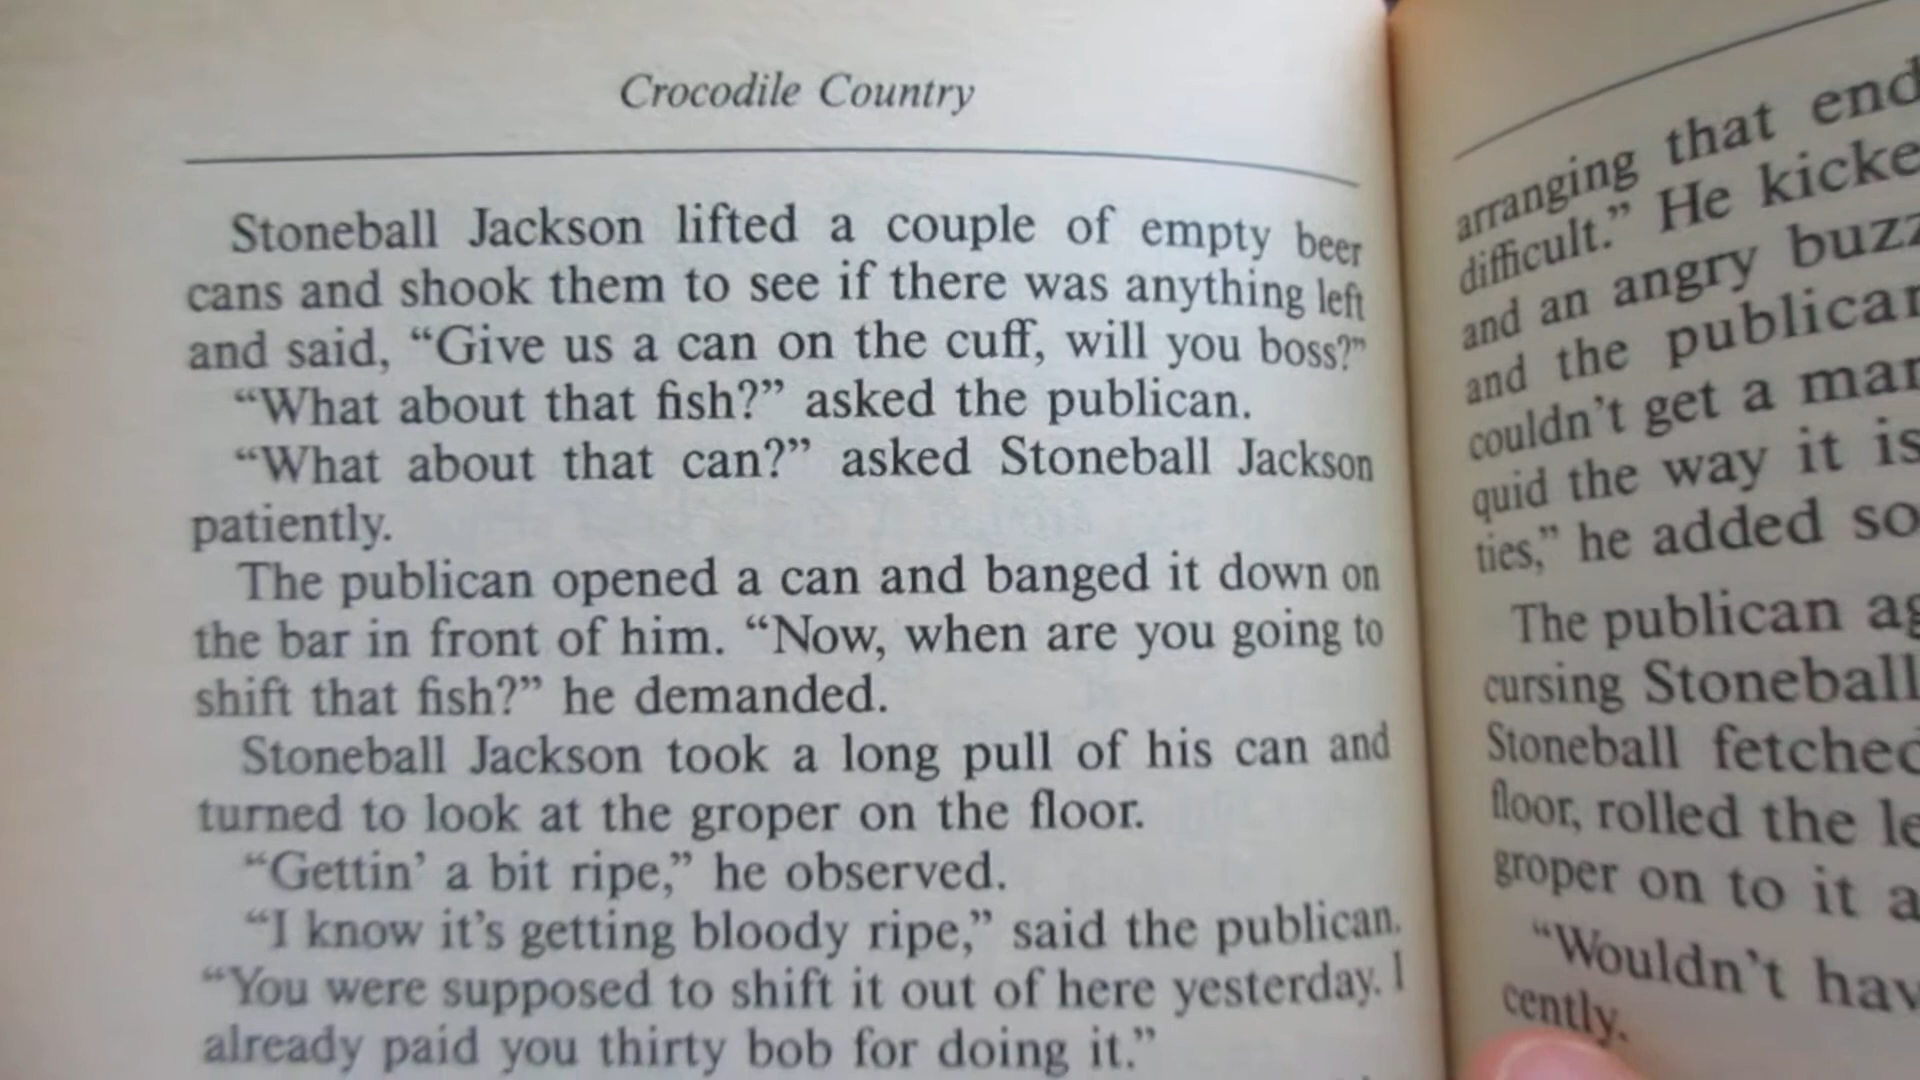 Crocodile Country
Stoneball Jackson lifted a couple of empty beer
cans and shook them to see if there was anything left
and said, “Give us a can on the cuff, will you boss?”
“What about that fish?” asked the publican.
“What about that can?” asked Stoneball Jackson
patiently.
The publican opened a can and banged it down on
the bar in front of him. “Now, when are you going to
shift that fish?” he demanded.
Stoneball Jackson took a long pull of his can and
turned to look at the groper on the floor.
“Gettin’ a bit ripe,” he observed.
“I know it’s getting bloody ripe,” said the publican.
“You were supposed to shift it out of here yesterday. I
already paid you thirty bob for doing it.”
arranging that end
difficult.” He kicke
and an angry buzz
and the publican
couldn’t get a man
quid the way it is
ties,” he added so
The publican ag
cursing Stoneball
Stoneball fetched
floor, rolled the le
groper on to it a
“Wouldn’t hav
cently.